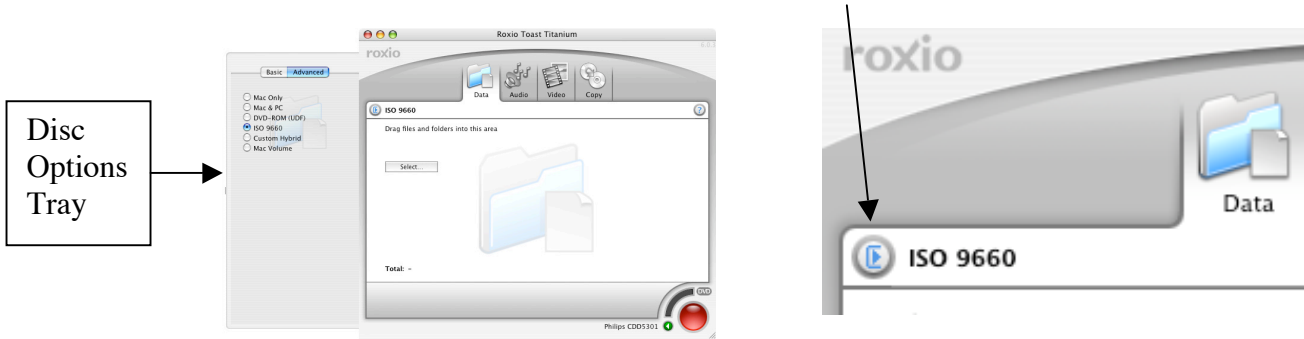 Disc
Options
Tray
Basic Advanced
Mac Only
Mac & PC
DVD-ROM (UDF)
ISO 9660
Custom Hybrid
Mac Volume
Roxio Toast Titanium
roxio
Data Audio Video Copy
ISO 9660
?
Drag files and folders into this area
Select...
Total: -
DVD
Philips CDD5301
roxio
Data
ISO 9660